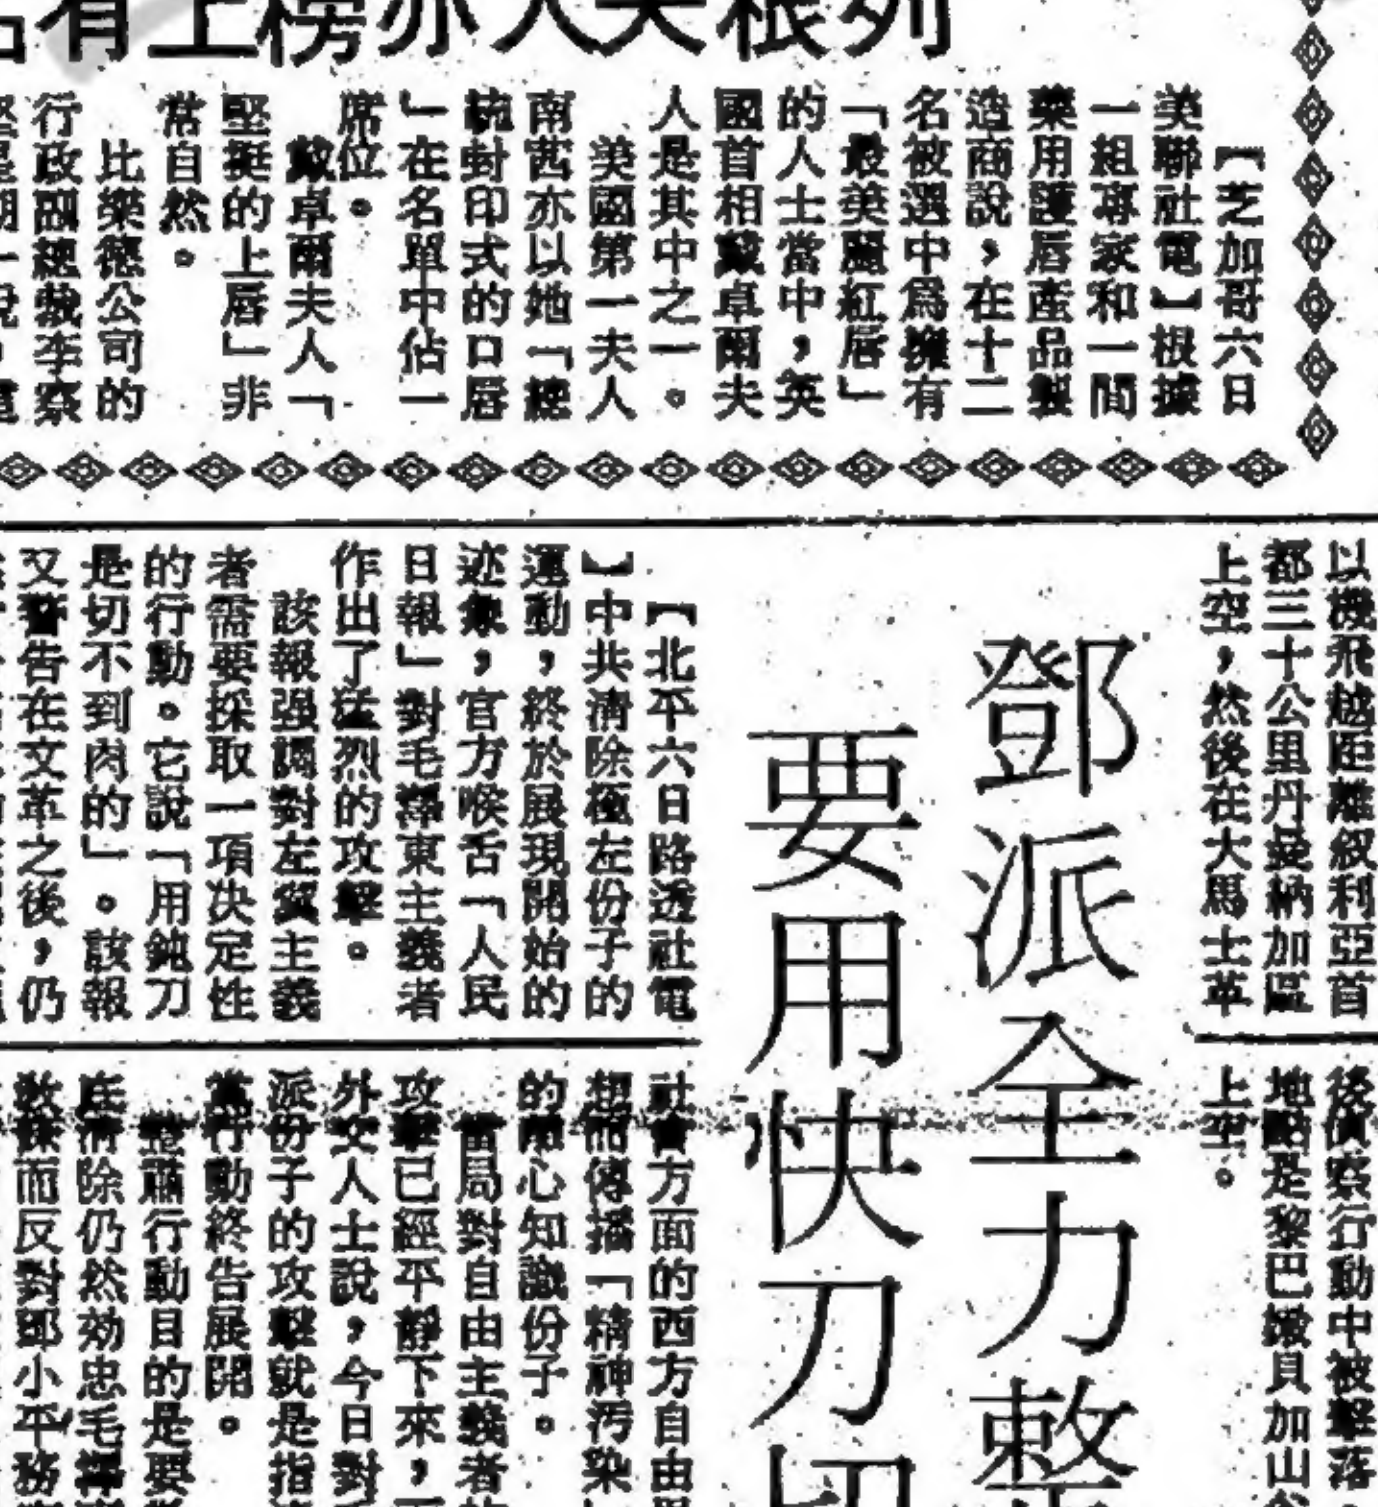 列根夫人亦榜上有
【芝加哥六日
美聯社電】根據
一組專家和一間
藥用護唇產品製
造商說，在十二
名被選中爲擁有
「最美麗紅唇」
的人士當中，英
國首相戴卓爾夫
人是其中之一。
美國第一夫人
南茜亦以她「總
統封印式的口唇
」在名單中佔一
席位。
戴卓爾夫人「
堅挺的上唇」非
常自然。
比樂德公司的
行政副總裁李察
以機飛越距離叙利亞首
都三十公里丹曼納加區
上空，然後在大馬士革
後偵察行動中被擊落
地點是黎巴嫩貝加山
上空。
鄧派全力整
要用快刀切
【北平六日路透社電
】中共清除極左份子的
運動，終於展現開始的
迹象，官方喉舌「人民
日報」對毛澤東主義者
作出了猛烈的攻擊。
該報强調對左翼主義
者需要採取一項决定性
的行動。它說「用鈍刀
是切不到肉的」。該報
又警告在文革之後，仍
社會方面的西方自由
想而傳播「精神污染
的離心知識份子。
當局對自由主義者
攻擊已經平靜下來，
外交人士說，今日對
派份子的攻擊就是指
黨行動終告展開。
整肅行動目的是要
底清除仍然効忠毛澤
教條而反對鄧小平務